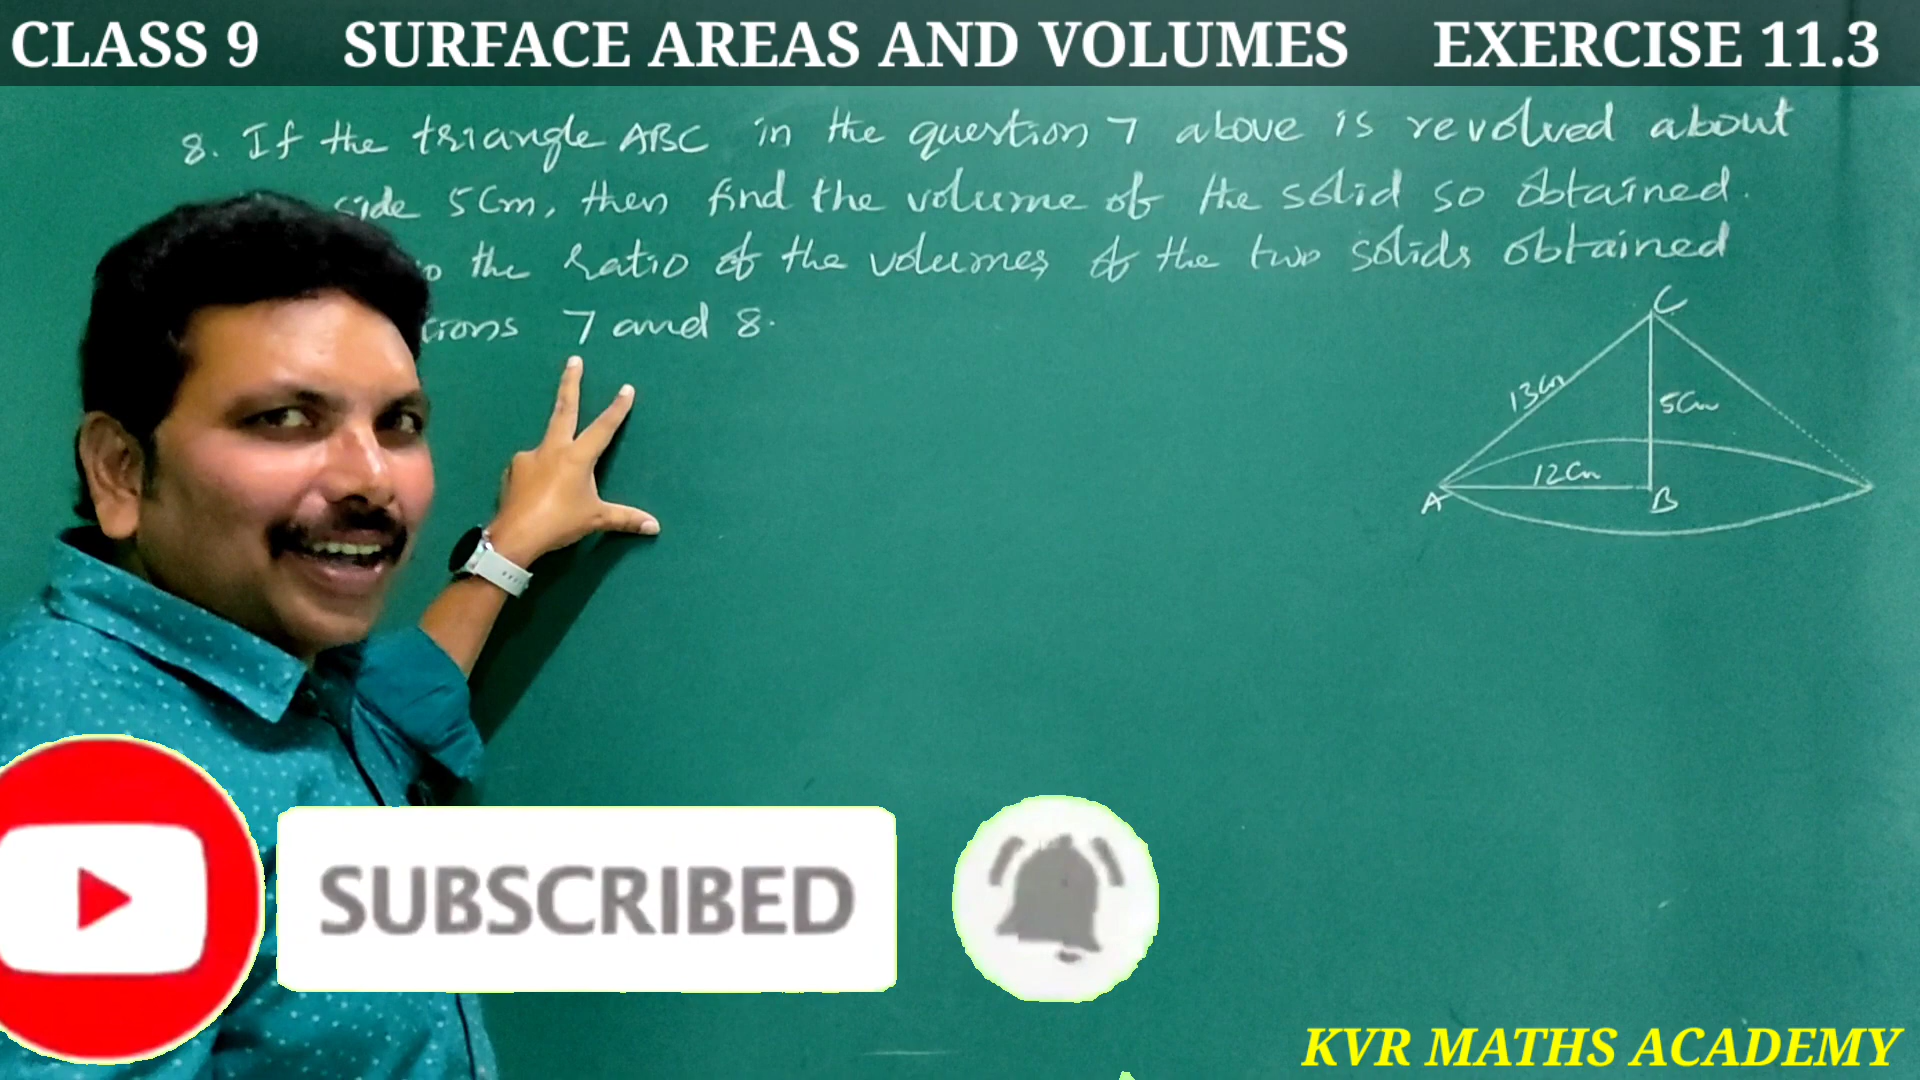 CLASS 9 SURFACE AREAS AND VOLUMES EXERCISE 11.3
8. If the triangle ABC in the question 7 above is revolved about
side 5cm, then find the volume of the solid so obtained.
the ratio of the volumes of the two solids obtained
tions 7 and 8.
C
13cm
5cm
12cm
A
B
SUBSCRIBED
KVR MATHS ACADEMY